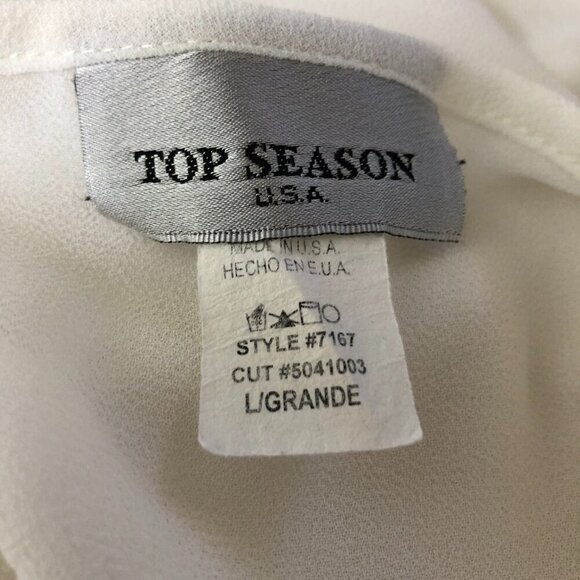 TOP SEASON
U.S.A.
MADE IN U.S.A.
HECHO EN E.U.A.
STYLE #7167
CUT #5041003
L/GRANDE